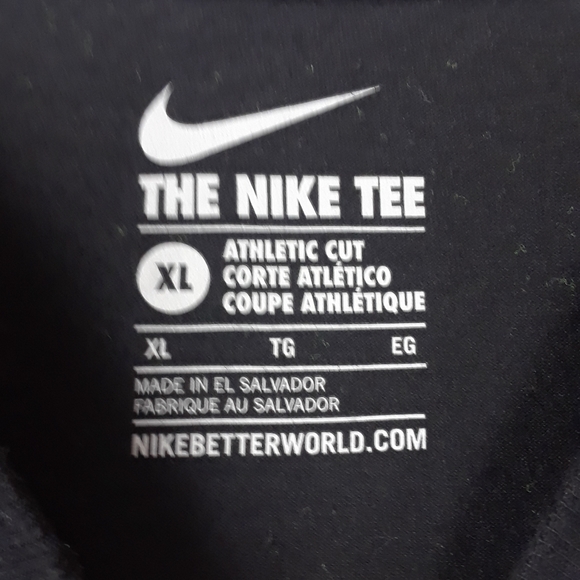 THE NIKE TEE
XL
ATHLETIC CUT
CORTE ATLÉTICO
COUPE ATHLÉTIQUE
XL TG EG
MADE IN EL SALVADOR
FABRIQUE AU SALVADOR
NIKEBETTERWORLD.COM